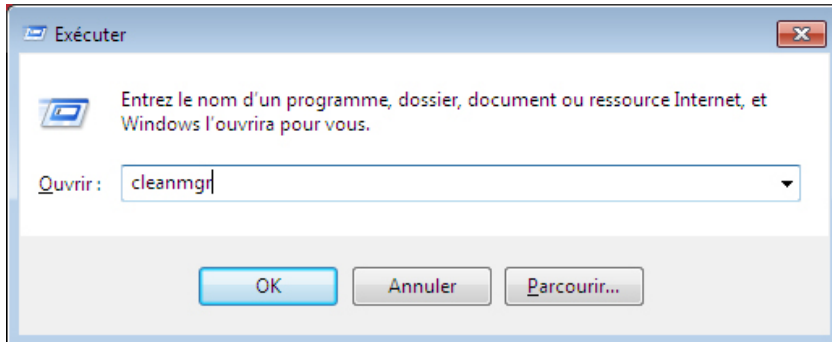 Exécuter
Entrez le nom d'un programme, dossier, document ou ressource Internet, et
Windows l'ouvrira pour vous.
Ouvrir : cleanmgr
OK Annuler Parcourir...